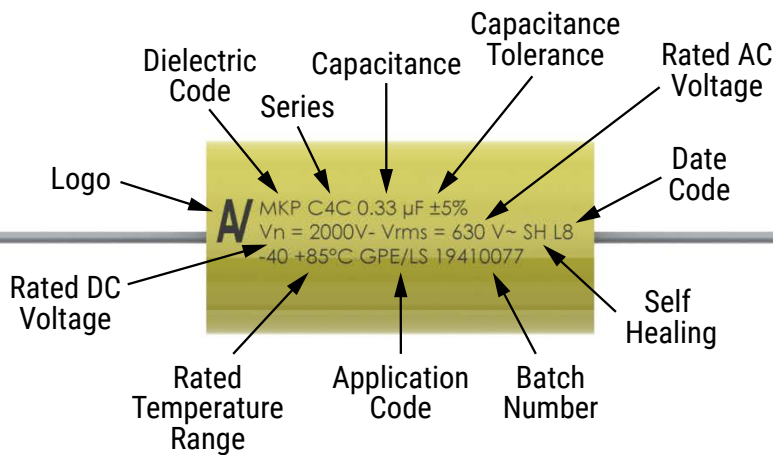 Dielectric
Code
Series
Capacitance
Capacitance
Tolerance
Rated AC
Voltage
Logo
Date
Code
MKP C4C 0.33 µF ±5%
Vn = 2000V- Vrms = 630 V~ SH L8
-40 +85°C GPE/LS 19410077
Rated DC
Voltage
Self
Healing
Rated
Temperature
Range
Application
Code
Batch
Number